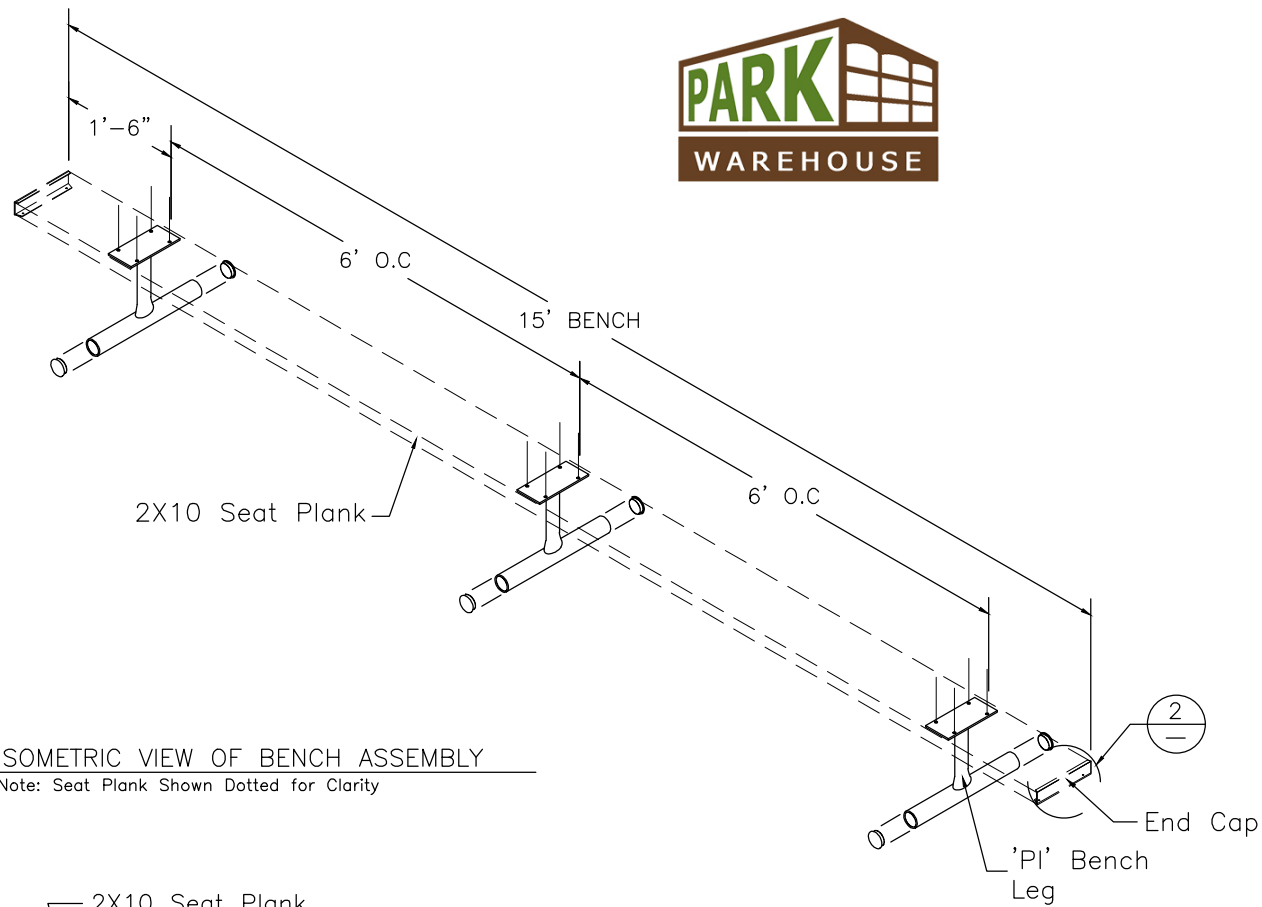 PARK
WAREHOUSE
1'-6"
6' O.C
15' BENCH
6' O.C
2X10 Seat Plank
2
SOMETRIC VIEW OF BENCH ASSEMBLY
Note: Seat Plank Shown Dotted for Clarity
End Cap
'PI' Bench
Leg
2X10 Seat Plank